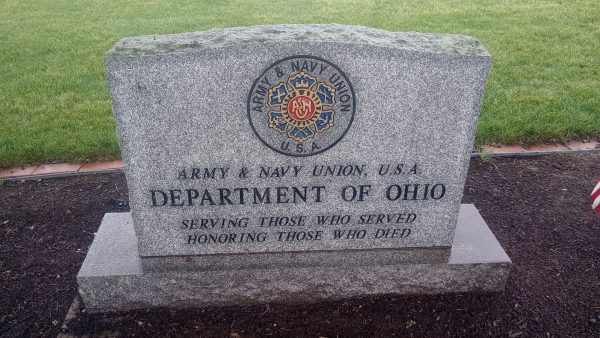 ARMY & NAVY UNION
U.S.A.
ARMY & NAVY UNION, U.S.A.
DEPARTMENT OF OHIO
SERVING THOSE WHO SERVED
HONORING THOSE WHO DIED